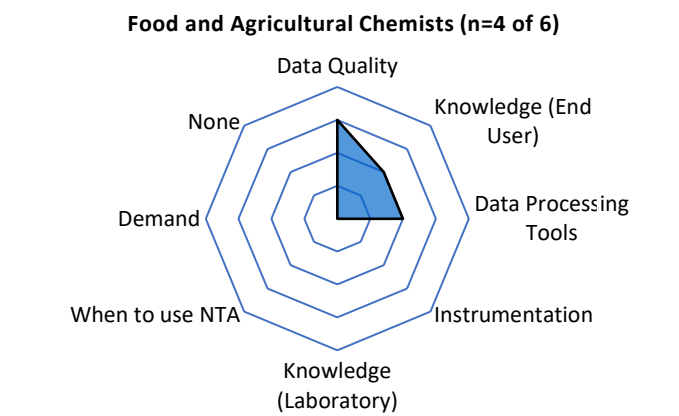 Food and Agricultural Chemists (n=4 of 6)
Data Quality
None
Knowledge (End
User)
Demand
Data Processing
Tools
When to use NTA
Instrumentation
Knowledge
(Laboratory)